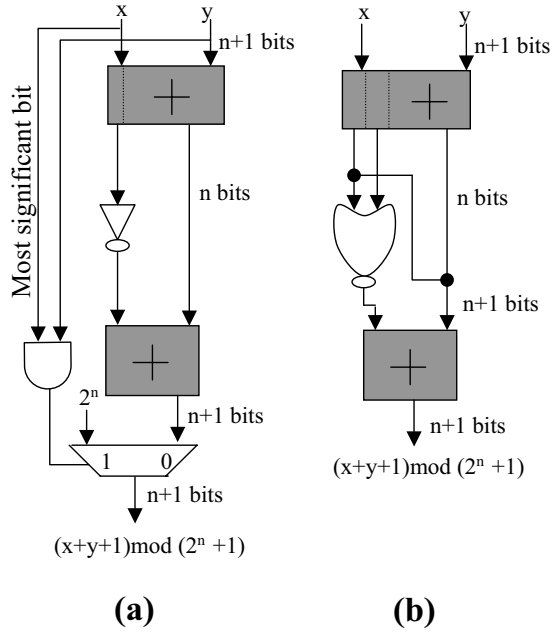 x
y
n+1 bits
Most significant bit
+
n bits
+
2ⁿ
n+1 bits
1 0
n+1 bits
(x+y+1)mod (2ⁿ +1)
(a)
x
y
n+1 bits
+
n bits
n+1 bits
+
n+1 bits
(x+y+1)mod (2ⁿ +1)
(b)